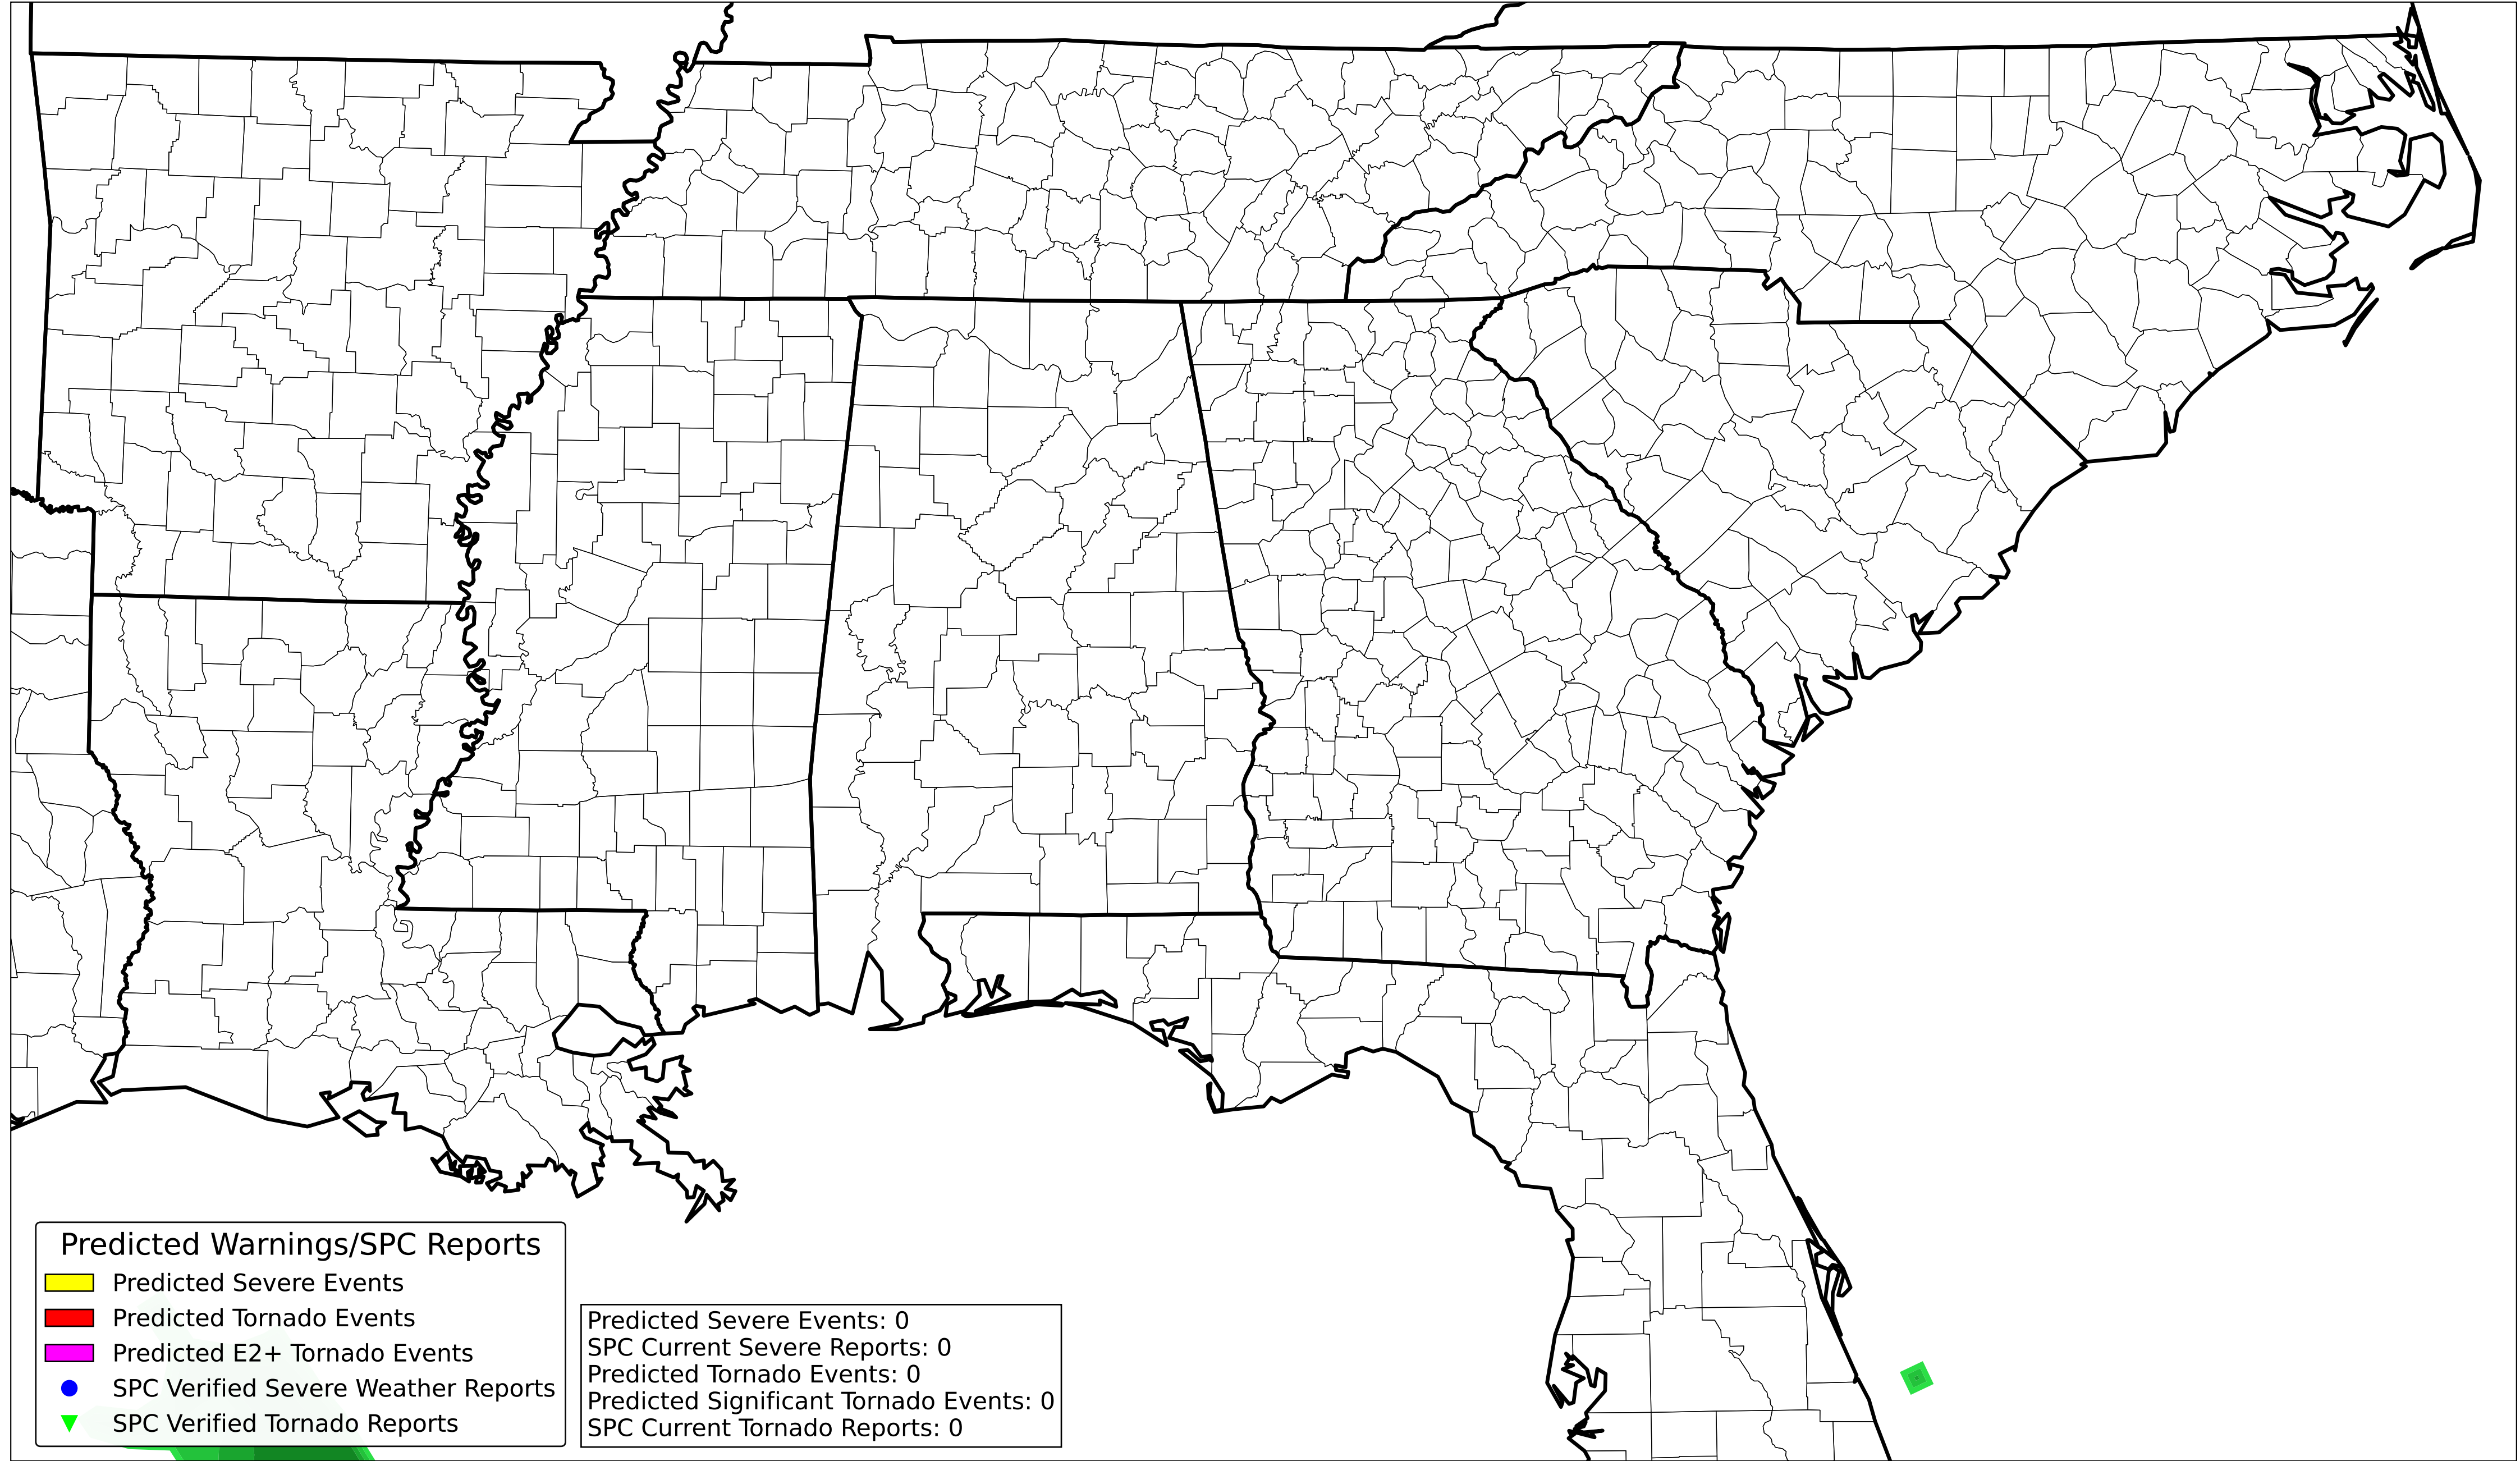 Predicted Warnings/SPC Reports
Predicted Severe Events
Predicted Tornado Events
Predicted E2+ Tornado Events
SPC Verified Severe Weather Reports
SPC Verified Tornado Reports
Predicted Severe Events: 0
SPC Current Severe Reports: 0
Predicted Tornado Events: 0
Predicted Significant Tornado Events: 0
SPC Current Tornado Reports: 0